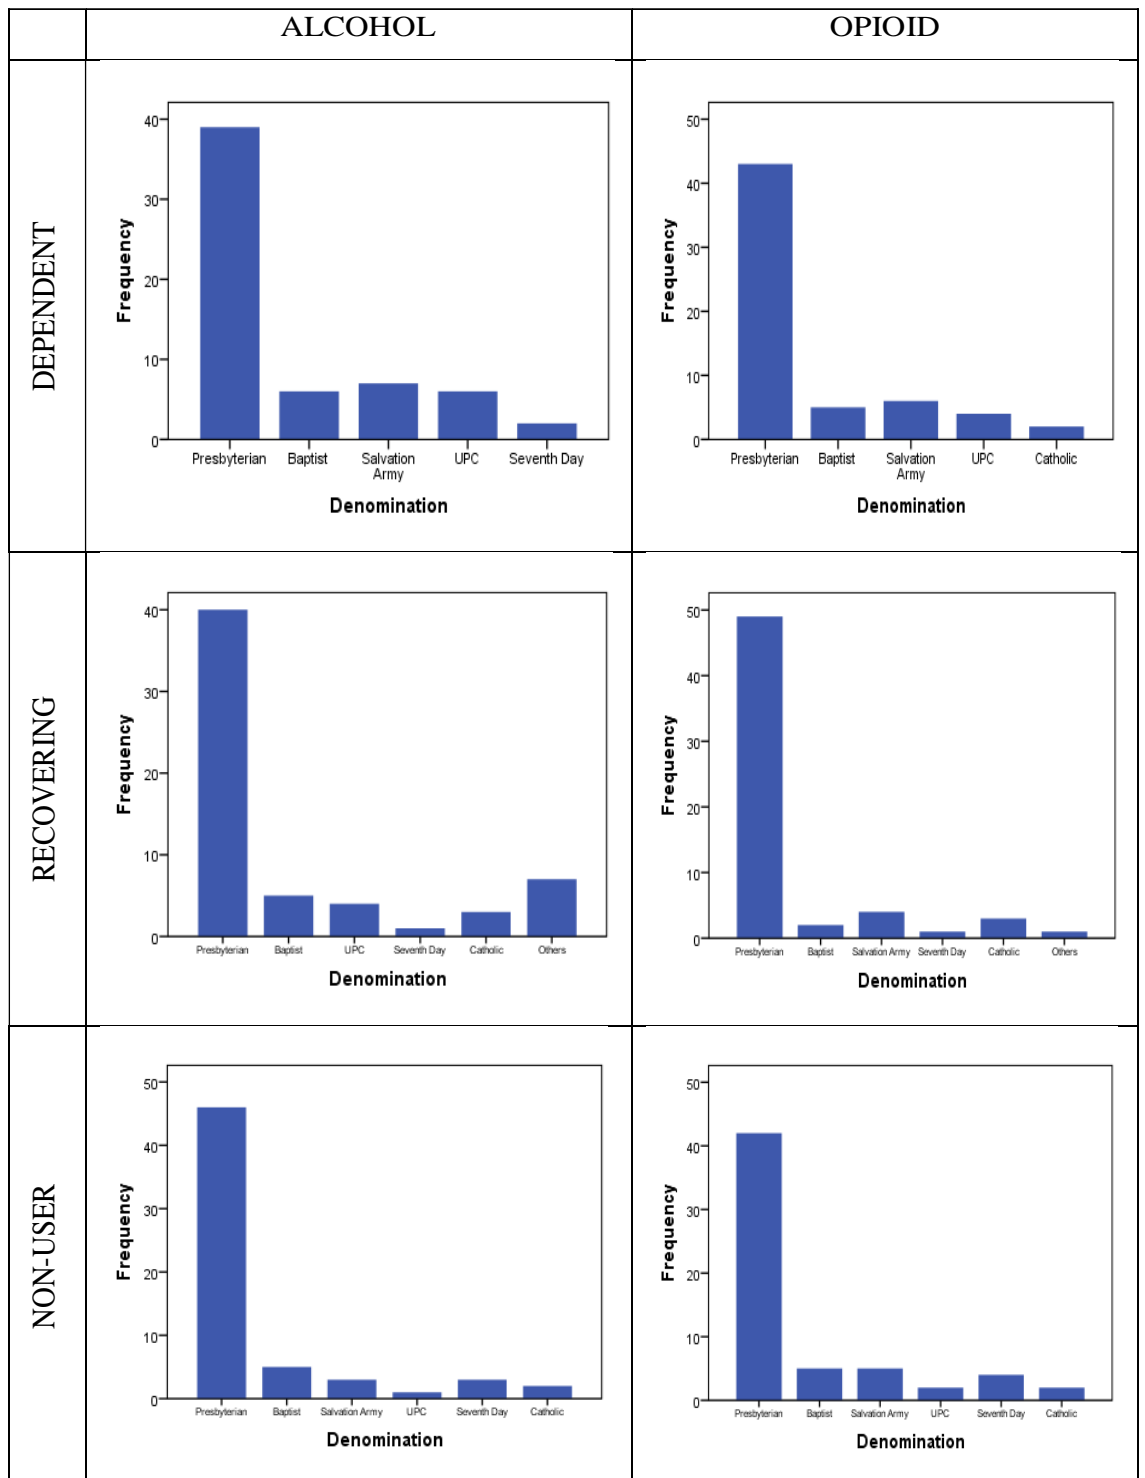 ALCOHOL
OPIOID
DEPENDENT
Frequency
40
30
20
10
0
Presbyterian Baptist Salvation Army UPC Seventh Day
Denomination
Frequency
50
40
30
20
10
0
Presbyterian Baptist Salvation Army UPC Catholic
Denomination
RECOVERING
Frequency
40
30
20
10
0
Presbyterian Baptist UPC Seventh Day Catholic Others
Denomination
Frequency
50
40
30
20
10
0
Presbyterian Baptist Salvation Army Seventh Day Catholic Others
Denomination
NON-USER
Frequency
50
40
30
20
10
0
Presbyterian Baptist Salvation Army UPC Seventh Day Catholic
Denomination
Frequency
50
40
30
20
10
0
Presbyterian Baptist Salvation Army UPC Seventh Day Catholic
Denomination